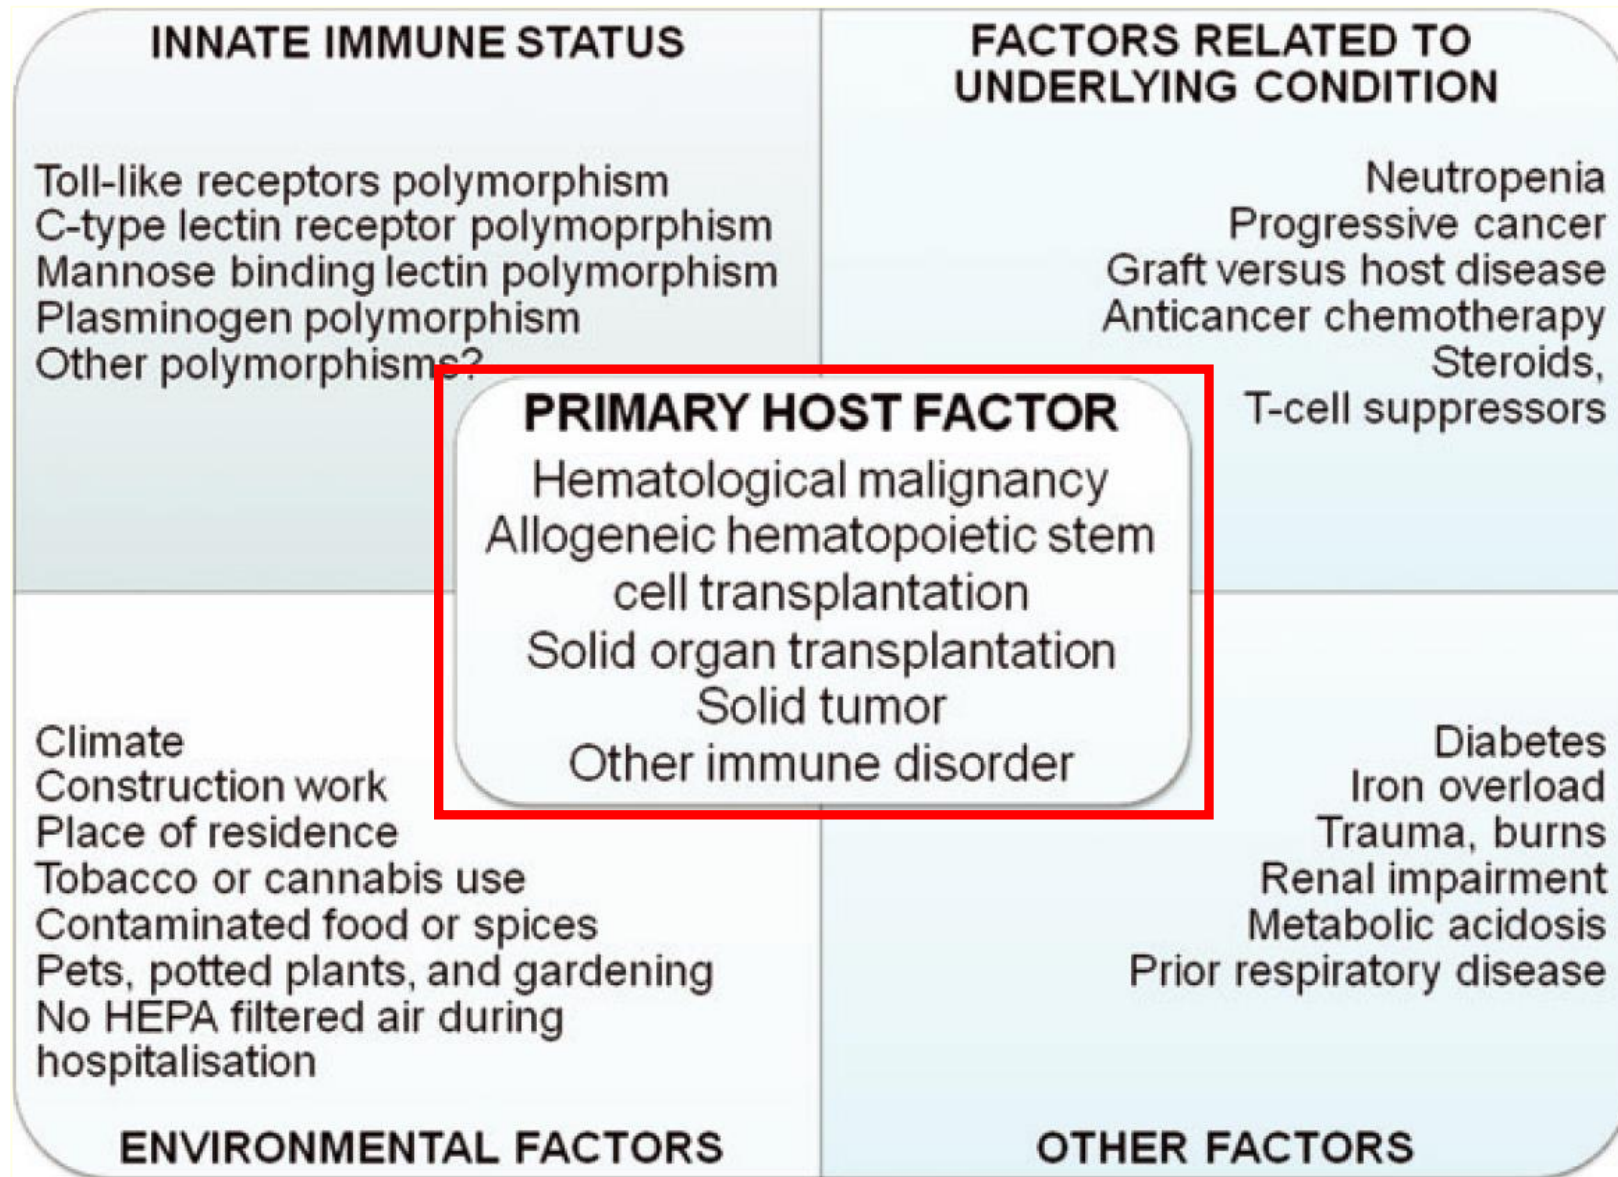 INNATE IMMUNE STATUS
Toll-like receptors polymorphism
C-type lectin receptor polymoprphism
Mannose binding lectin polymorphism
Plasminogen polymorphism
Other polymorphisms?
FACTORS RELATED TO
UNDERLYING CONDITION
Neutropenia
Progressive cancer
Graft versus host disease
Anticancer chemotherapy
Steroids,
T-cell suppressors
PRIMARY HOST FACTOR
Hematological malignancy
Allogeneic hematopoietic stem
cell transplantation
Solid organ transplantation
Solid tumor
Other immune disorder
Climate
Construction work
Place of residence
Tobacco or cannabis use
Contaminated food or spices
Pets, potted plants, and gardening
No HEPA filtered air during
hospitalisation
ENVIRONMENTAL FACTORS
Diabetes
Iron overload
Trauma, burns
Renal impairment
Metabolic acidosis
Prior respiratory disease
OTHER FACTORS